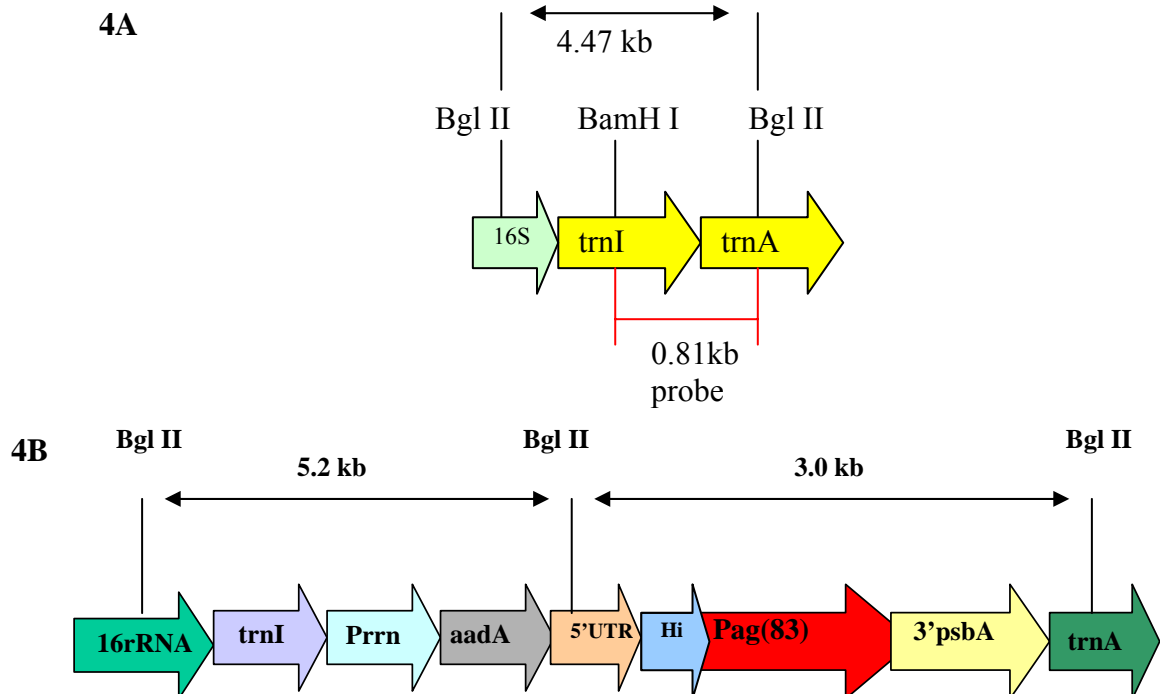 4A
4.47 kb
Bgl II BamH I Bgl II
16S trnI trnA
0.81kb
probe
4B
Bgl II Bgl II Bgl II
5.2 kb 3.0 kb
16rRNA trnI Prrn aadA 5'UTR Hi Pag(83) 3'psbA trnA